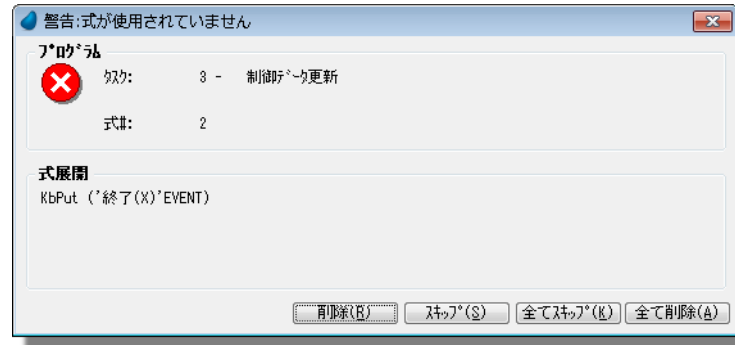 警告:式が使用されていません
ﾌﾟﾛｸﾞﾗﾑ
ﾀｽｸ: 3 - 制御ﾃﾞｰﾀ更新
式#: 2
式展開
KbPut ('終了(X)'EVENT)
削除(R) ｽｷｯﾌﾟ(S) 全てｽｷｯﾌﾟ(K) 全て削除(A)